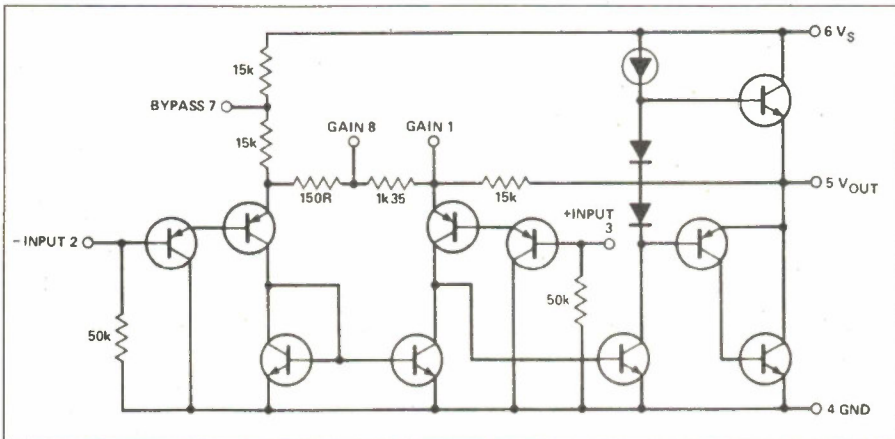 6 VS
15k
BYPASS 7
15k
GAIN 8
GAIN 1
150R
1k35
15k
5 VOUT
+INPUT
3
- INPUT 2
50k
50k
4 GND